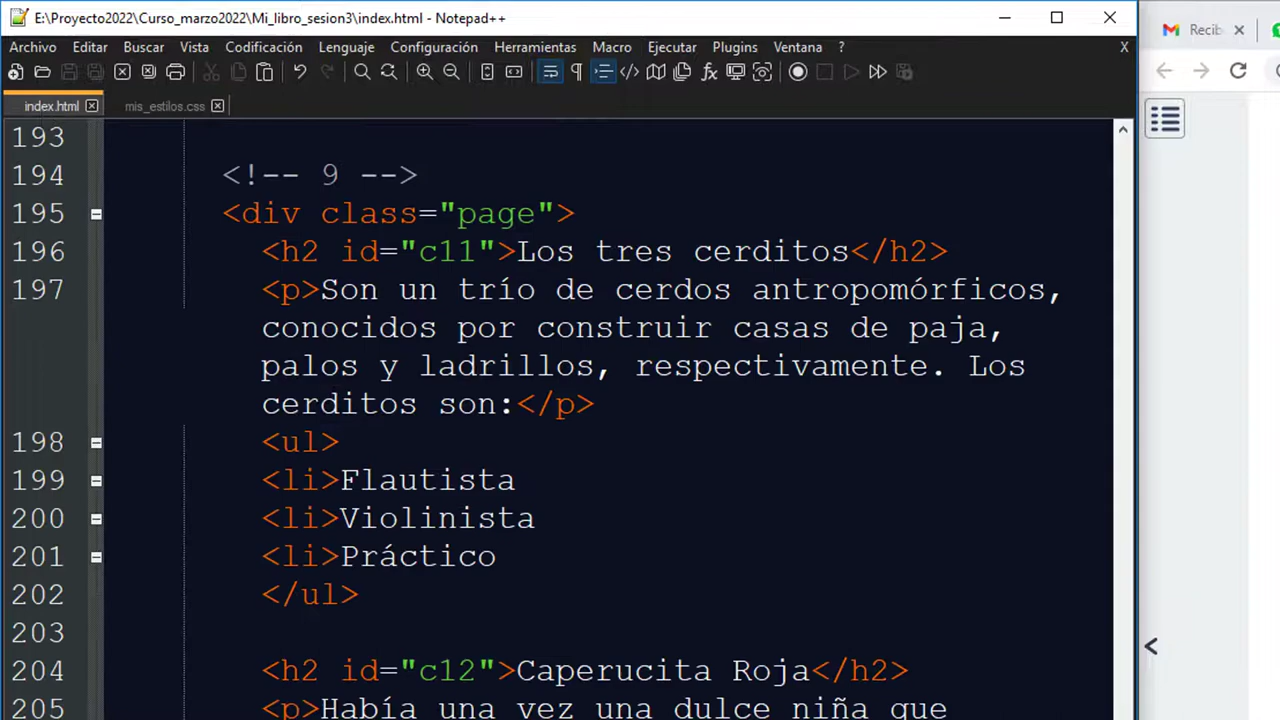 E:\Proyecto2022\Curso_marzo2022\Mi_libro_sesion3\index.html - Notepad++
Archivo Editar Buscar Vista Codificación Lenguaje Configuración Herramientas Macro Ejecutar Plugins Ventana ? X
index.html mis_estilos.css
Recib
193
194 <!-- 9 -->
195 <div class="page">
196 <h2 id="c11">Los tres cerditos</h2>
197 <p>Son un trío de cerdos antropomórficos,
conocidos por construir casas de paja,
palos y ladrillos, respectivamente. Los
cerditos son:</p>
198 <ul>
199 <li>Flautista
200 <li>Violinista
201 <li>Práctico
202 </ul>
203
204 <h2 id="c12">Caperucita Roja</h2>
205 <p>Había una vez una dulce niña que